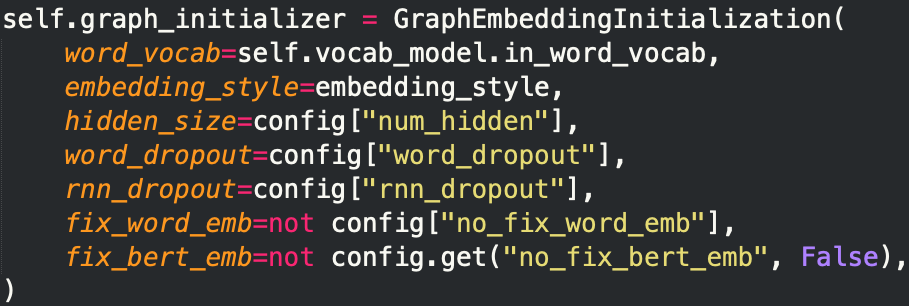 self.graph_initializer = GraphEmbeddingInitialization(
    word_vocab=self.vocab_model.in_word_vocab,
    embedding_style=embedding_style,
    hidden_size=config["num_hidden"],
    word_dropout=config["word_dropout"],
    rnn_dropout=config["rnn_dropout"],
    fix_word_emb=not config["no_fix_word_emb"],
    fix_bert_emb=not config.get("no_fix_bert_emb", False),
)